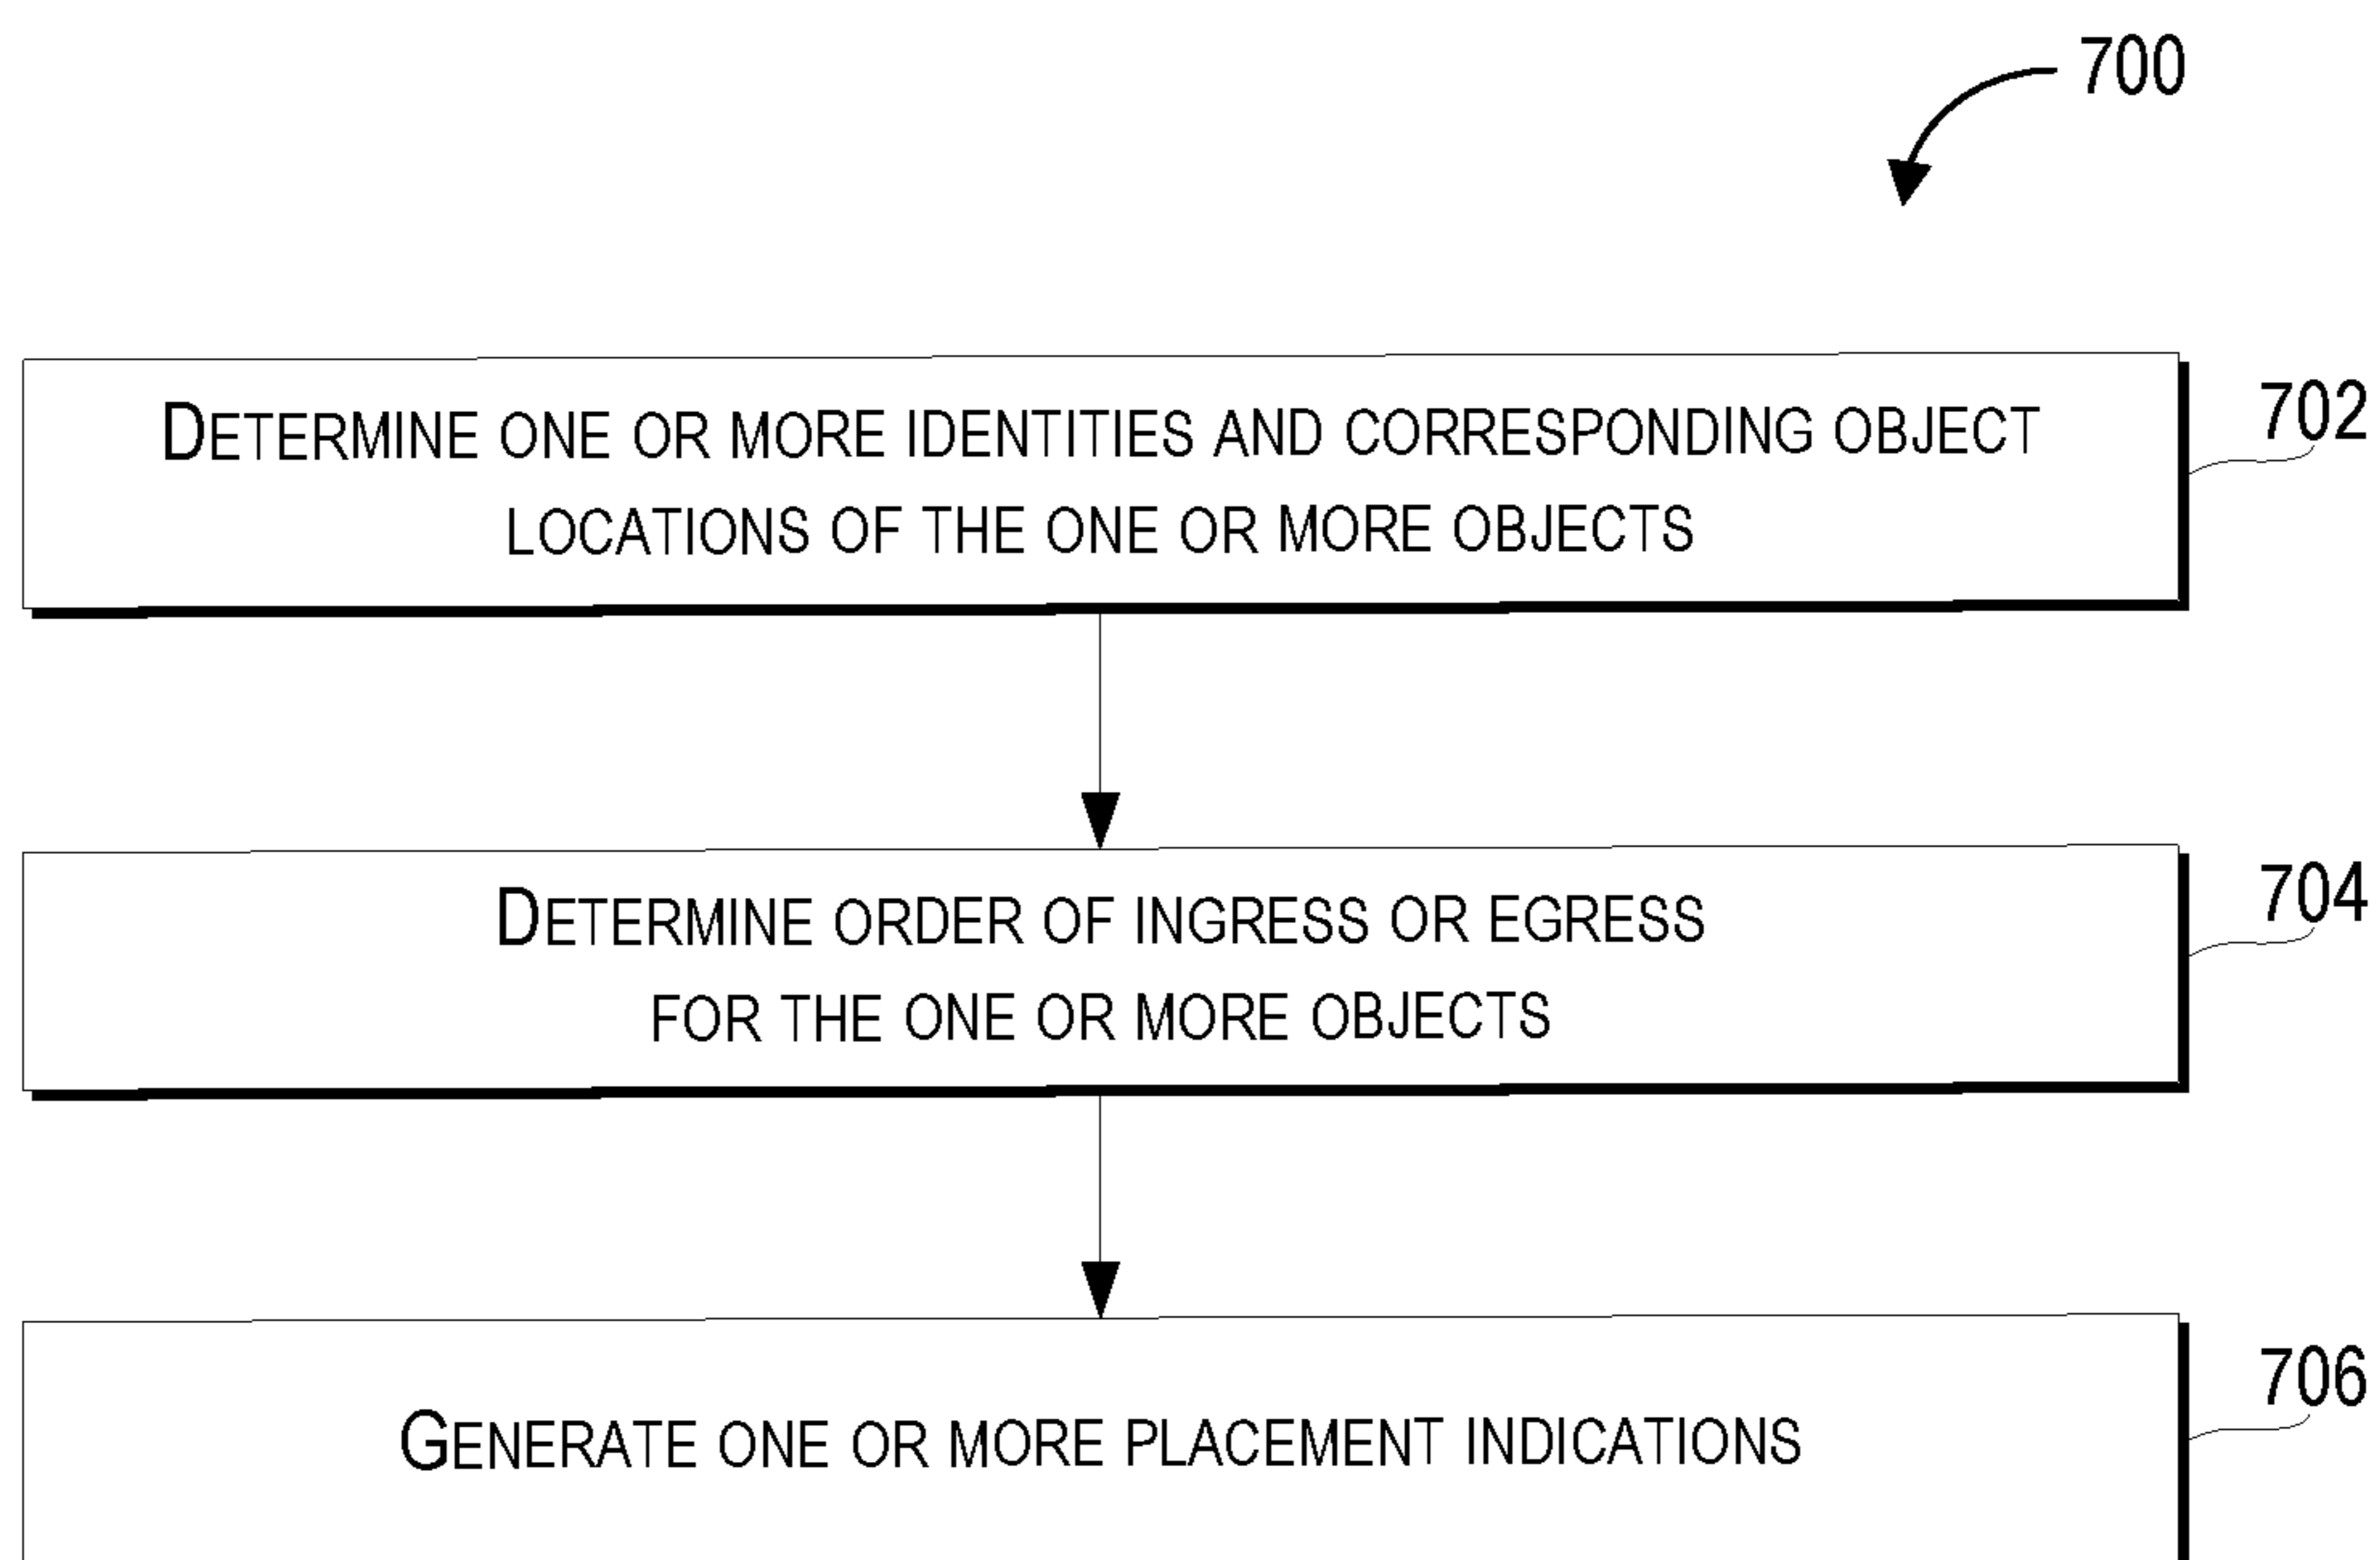 700
DETERMINE ONE OR MORE IDENTITIES AND CORRESPONDING OBJECT
LOCATIONS OF THE ONE OR MORE OBJECTS
702
DETERMINE ORDER OF INGRESS OR EGRESS
FOR THE ONE OR MORE OBJECTS
704
GENERATE ONE OR MORE PLACEMENT INDICATIONS
706